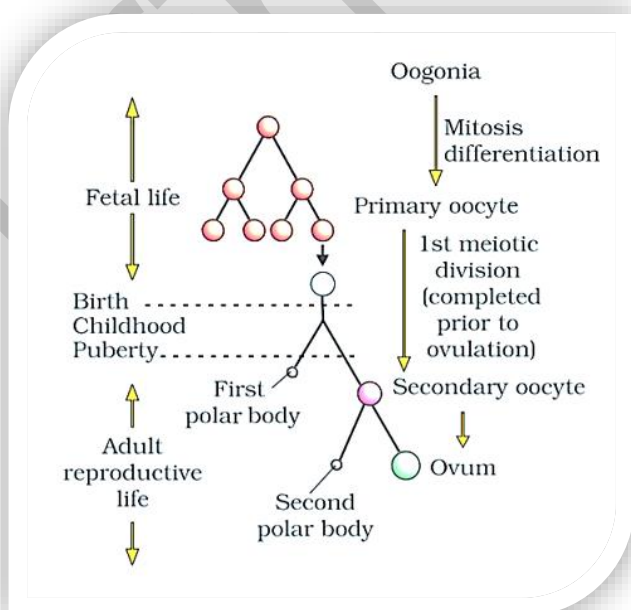 Oogonia
Mitosis
differentiation
Fetal life
Primary oocyte
1st meiotic
division
(completed
prior to
ovulation)
Birth
Childhood
Puberty
First
polar body
Secondary oocyte
Adult
reproductive
life
Ovum
Second
polar body